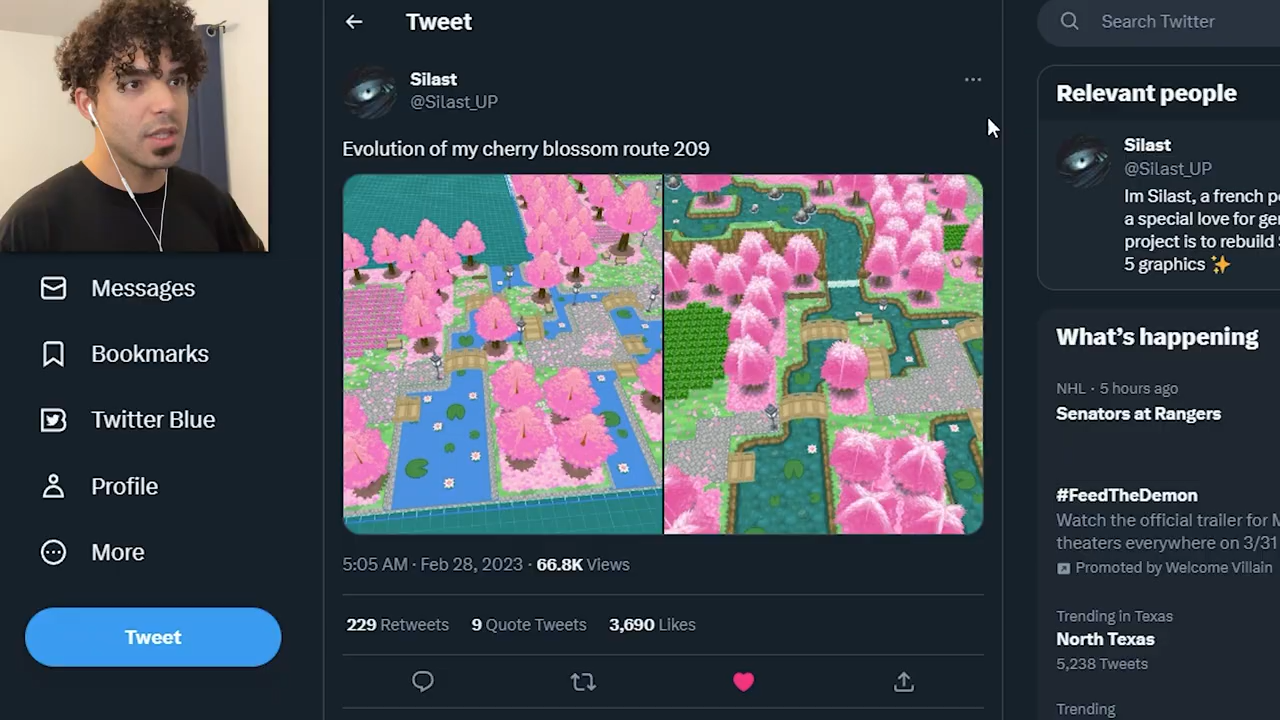 Tweet
Search Twitter
Silast
@Silast_UP
Evolution of my cherry blossom route 209
5:05 AM · Feb 28, 2023 · 66.8K Views
229 Retweets 9 Quote Tweets 3,690 Likes
Messages
Bookmarks
Twitter Blue
Profile
More
Tweet
Relevant people
Silast
@Silast_UP
Im Silast, a french
a special love for
project is to rebuild
5 graphics ✨
What's happening
NHL · 5 hours ago
Senators at Rangers
#FeedTheDemon
Watch the official trailer for
theaters everywhere on 3/31
Promoted by Welcome Villain
Trending in Texas
North Texas
5,238 Tweets
Trending